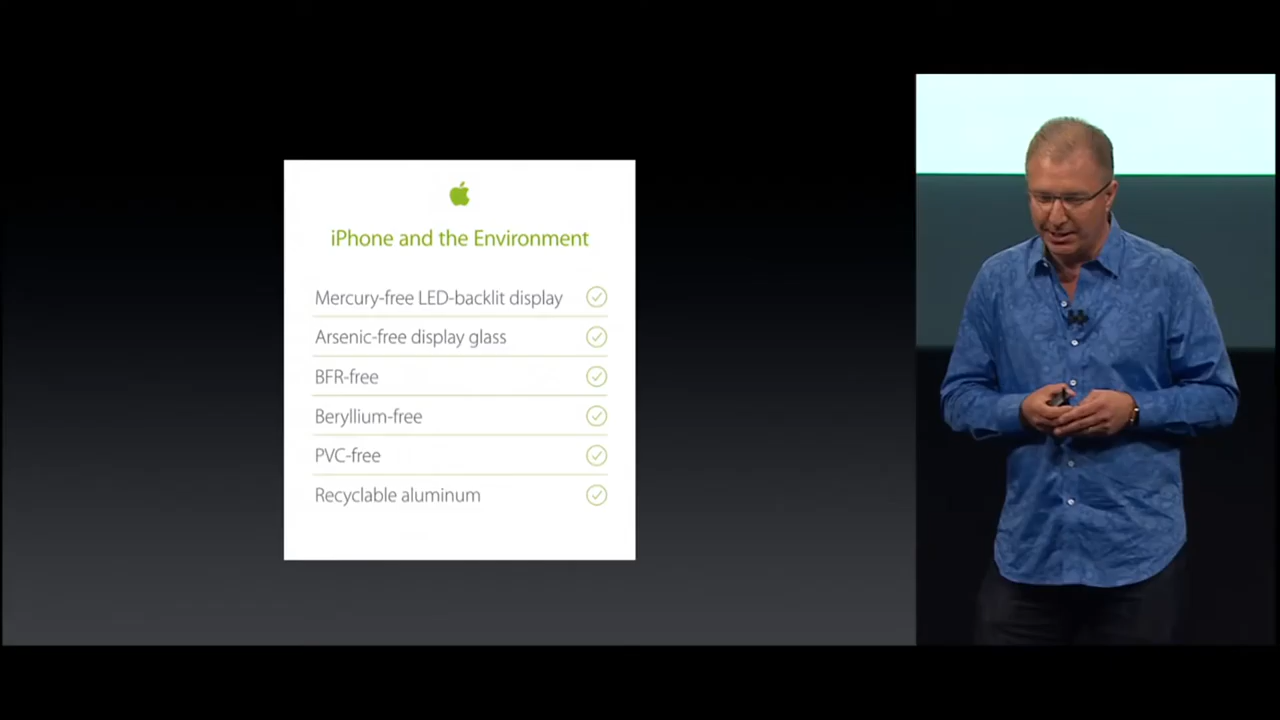 iPhone and the Environment
Mercury-free LED-backlit display
Arsenic-free display glass
BFR-free
Beryllium-free
PVC-free
Recyclable aluminum